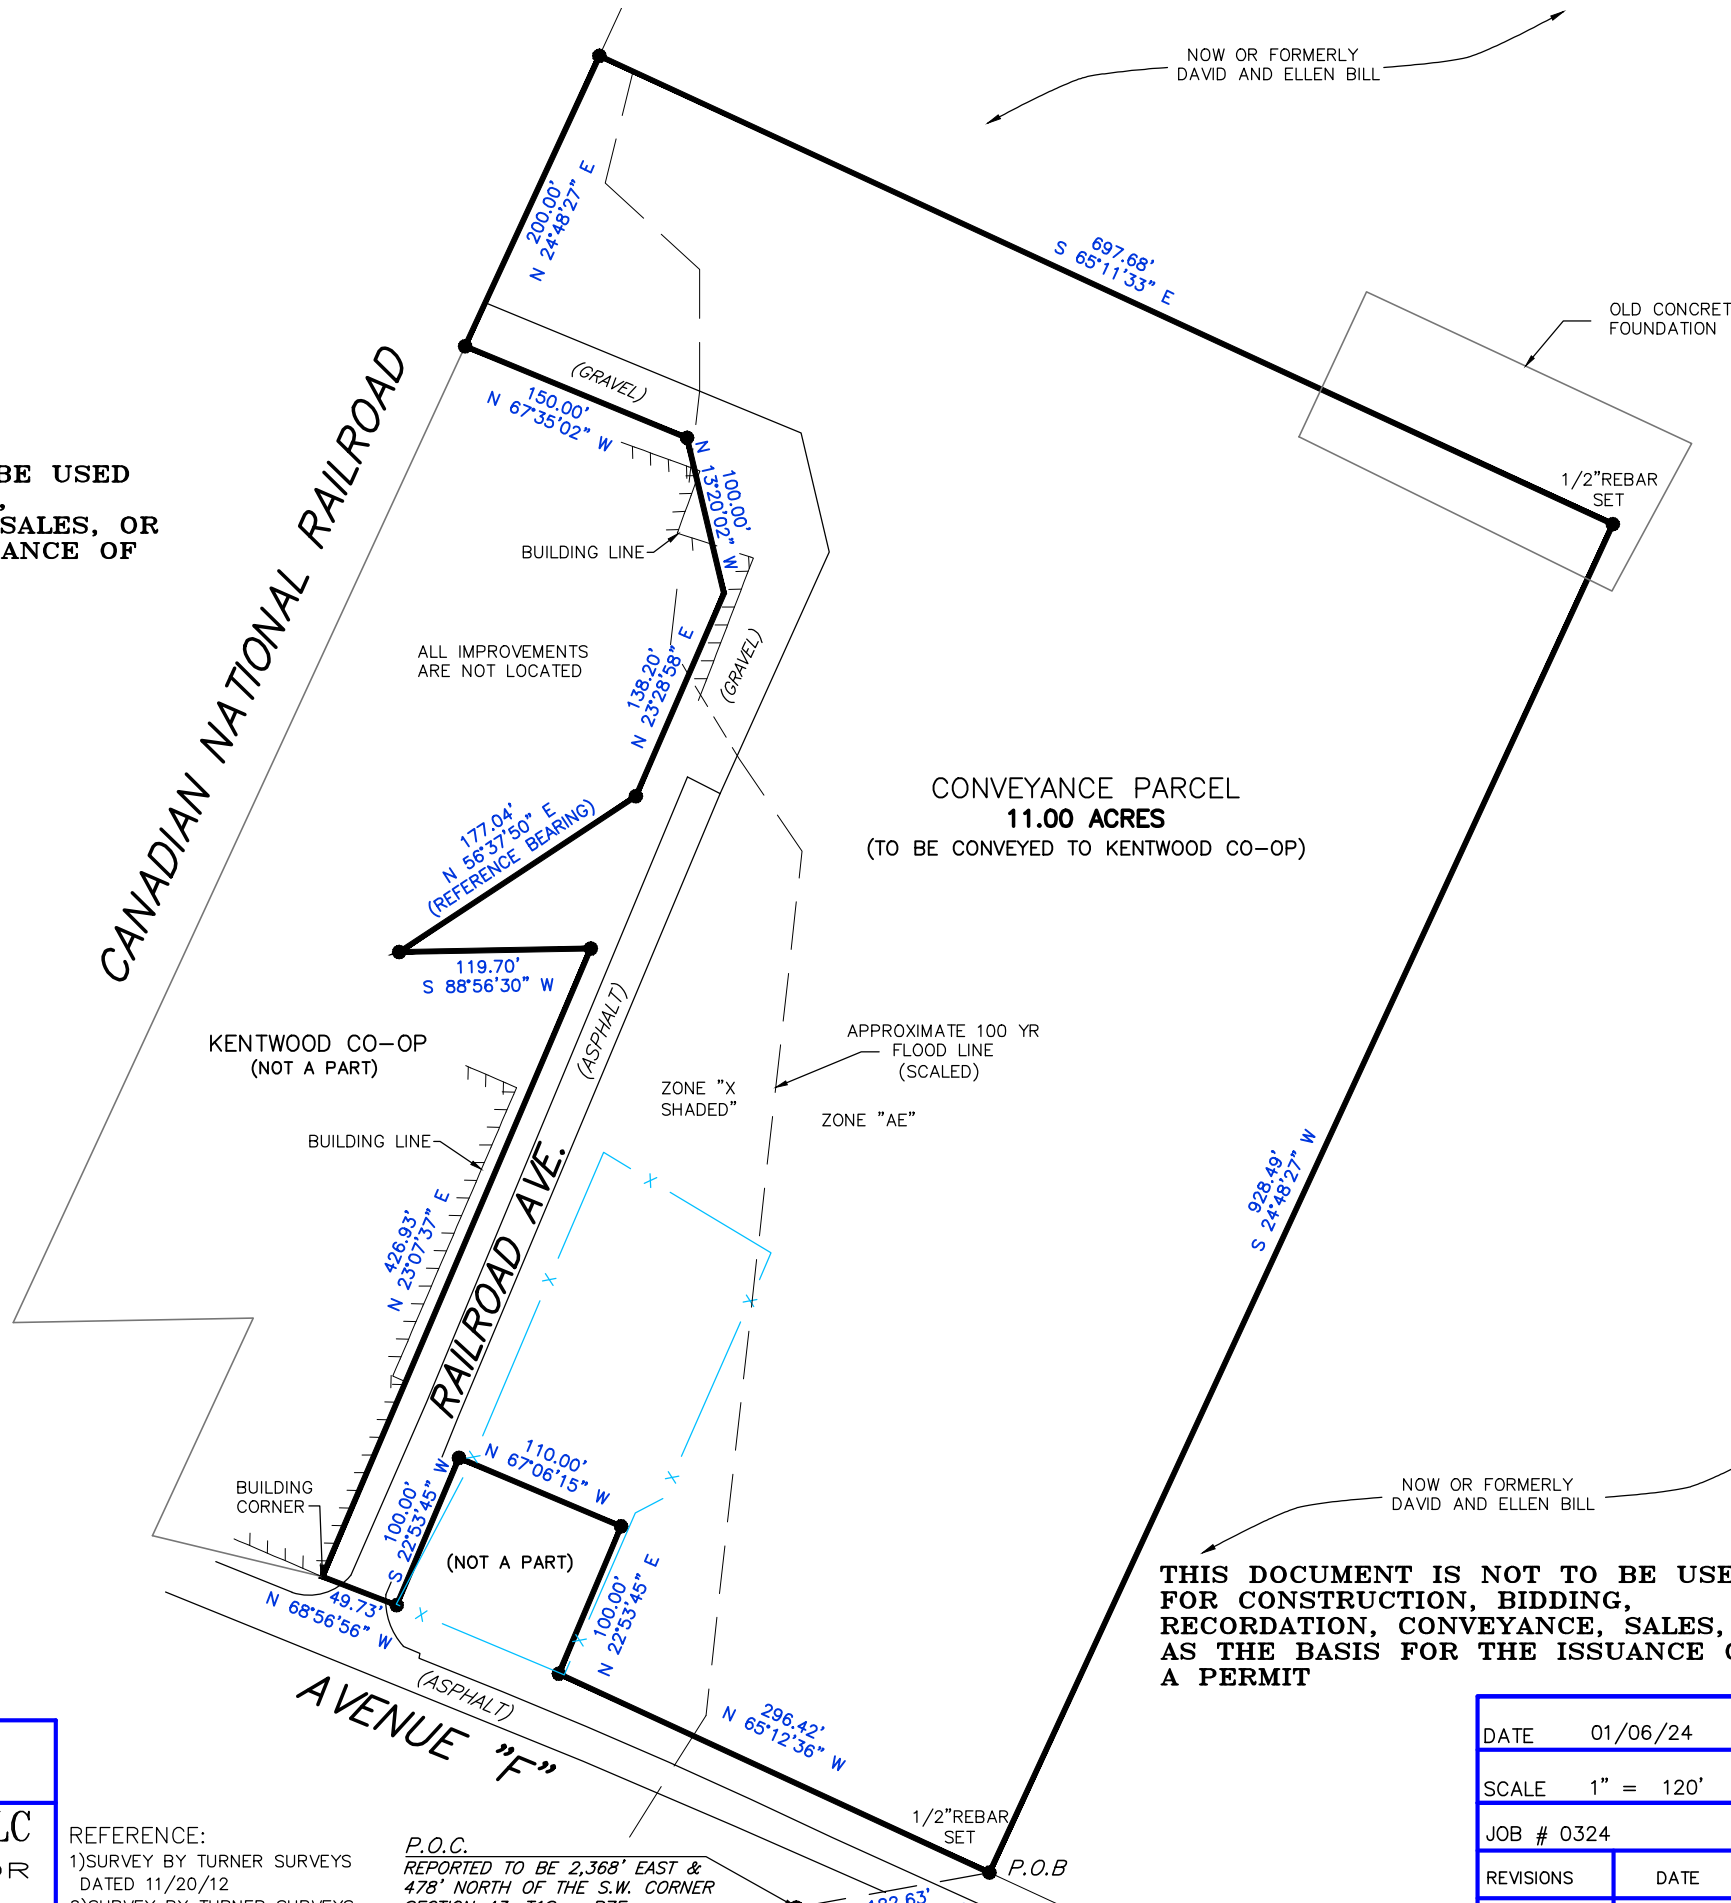 NOW OR FORMERLY
DAVID AND ELLEN BILL
200.00'
N 24°48'27" E
697.68'
S 65°11'33" E
OLD CONCRET
FOUNDATION
(GRAVEL)
150.00'
N 67°35'02" W
CANADIAN NATIONAL RAILROAD
BE USED
SALES, OR
ANCE OF
100.00'
N 13°20'02" W
1/2"REBAR
SET
BUILDING LINE
ALL IMPROVEMENTS
ARE NOT LOCATED
138.20'
N 23°28'58" E
(GRAVEL)
CONVEYANCE PARCEL
11.00 ACRES
(TO BE CONVEYED TO KENTWOOD CO-OP)
177.04'
N 56°37'50" E
(REFERENCE BEARING)
119.70'
S 88°56'30" W
(ASPHALT)
KENTWOOD CO-OP
(NOT A PART)
APPROXIMATE 100 YR
FLOOD LINE
(SCALED)
ZONE "X
SHADED"
ZONE "AE"
BUILDING LINE
928.49'
S 24°48'27" W
426.93'
N 23°07'37" E
RAILROAD AVE.
110.00'
N 67°06'15" W
BUILDING
CORNER
100.00'
S 22°53'45" W
(NOT A PART)
100.00'
N 22°53'45" E
49.73'
N 68°56'56" W
NOW OR FORMERLY
DAVID AND ELLEN BILL
THIS DOCUMENT IS NOT TO BE USE
FOR CONSTRUCTION, BIDDING,
RECORDATION, CONVEYANCE, SALES,
AS THE BASIS FOR THE ISSUANCE O
A PERMIT
(ASPHALT)
AVENUE "F"
296.42'
N 65°12'36" W
1/2"REBAR
SET
P.O.B
DATE 01/06/24
SCALE 1" = 120'
JOB # 0324
REVISIONS DATE
LC
OR
REFERENCE:
1)SURVEY BY TURNER SURVEYS
DATED 11/20/12
P.O.C.
REPORTED TO BE 2,368' EAST &
478' NORTH OF THE S.W. CORNER